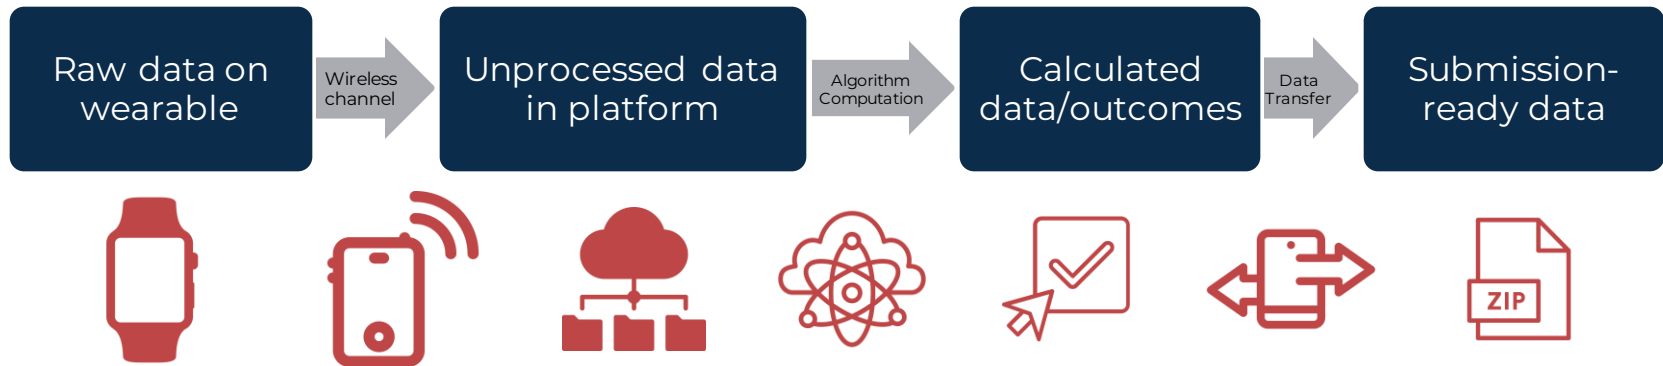 Raw data on
wearable
Wireless
channel
Unprocessed data
in platform
Algorithm
Computation
Calculated
data/outcomes
Data
Transfer
Submission-
ready data
ZIP